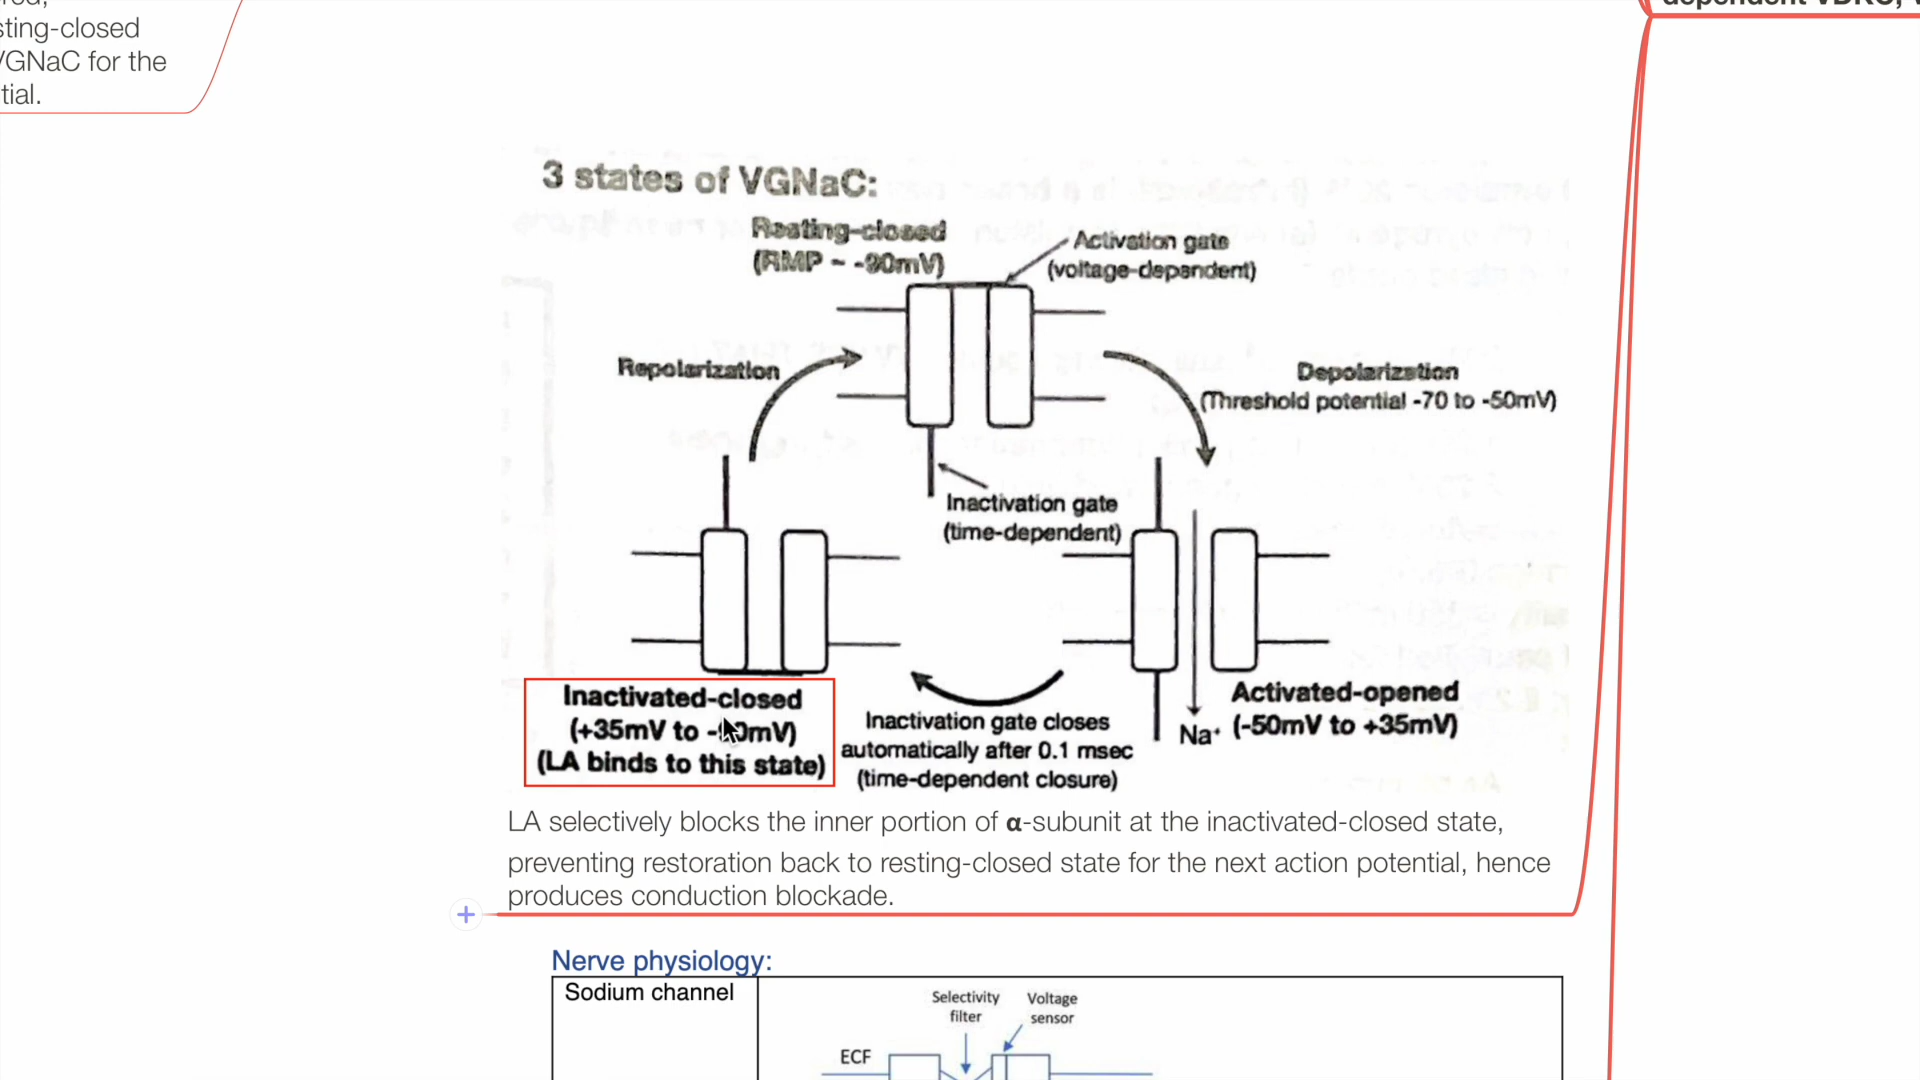 sting-closed
VGNaC for the
tial.
3 states of VGNaC:
Resting-closed
(RMP ~ -90mV)
Activation gate
(voltage-dependent)
Repolarization
Depolarization
(Threshold potential -70 to -50mV)
Inactivation gate
(time-dependent)
Inactivated-closed
(+35mV to
(LA binds to this state)
Inactivation gate closes
automatically after 0.1 msec
(time-dependent closure)
Na+
Activated-opened
(-50mV to +35mV)
LA selectively blocks the inner portion of α-subunit at the inactivated-closed state,
preventing restoration back to resting-closed state for the next action potential, hence
produces conduction blockade.
Nerve physiology:
Sodium channel
Selectivity
filter
Voltage
sensor
ECF